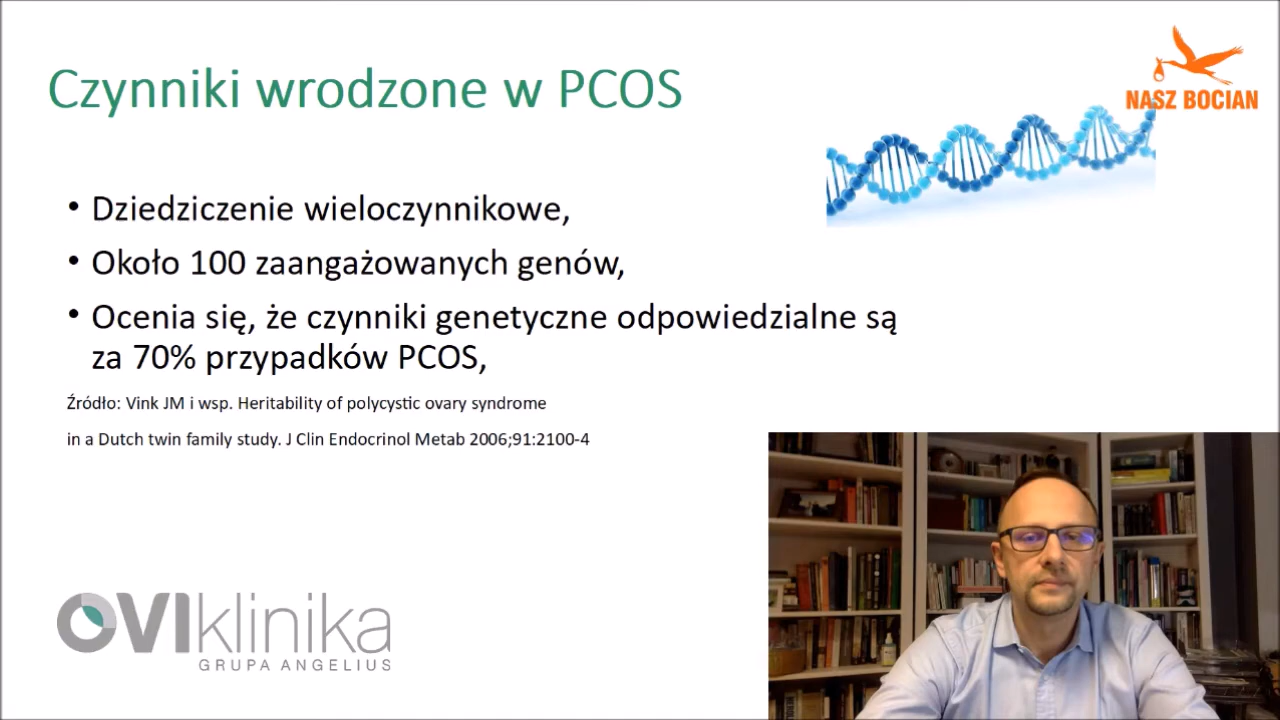 Czynniki wrodzone w PCOS
NASZ BOCIAN
• Dziedziczenie wieloczynnikowe,
• Około 100 zaangażowanych genów,
• Ocenia się, że czynniki genetyczne odpowiedzialne są
za 70% przypadków PCOS,
Źródło: Vink JM i wsp. Heritability of polycystic ovary syndrome
in a Dutch twin family study. J Clin Endocrinol Metab 2006;91:2100-4
OVIklinika
GRUPA ANGELIUS